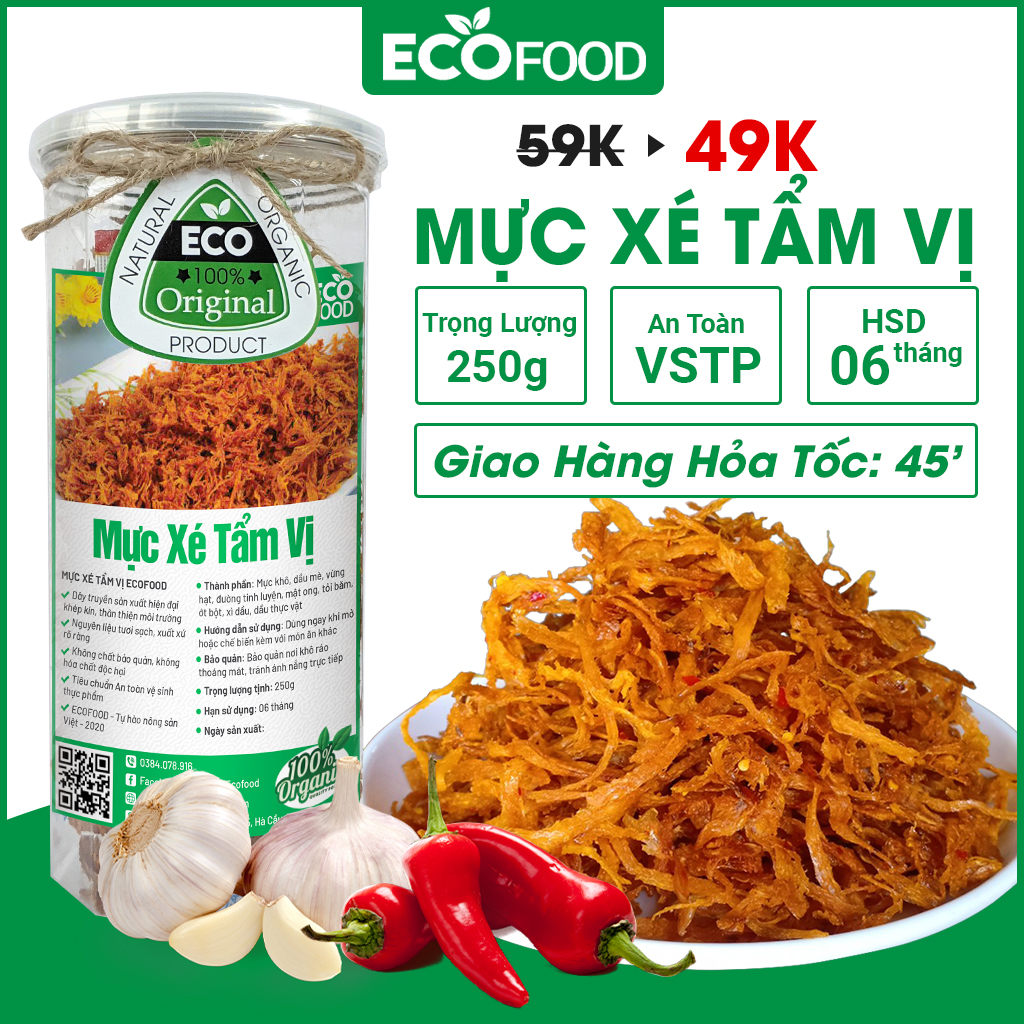 ECOFOOD
59K 49K
MỰC XÉ TẨM VỊ
Trọng Lượng
250g
An Toàn
VSTP
HSD
06 tháng
Giao Hàng Hỏa Tốc: 45’
NATURAL
ORGANIC
ECO
100%
Original
PRODUCT
ECO
FOOD
Mực Xé Tẩm Vị
MỰC XÉ TẨM VỊ ECOFOOD
Dây truyền sản xuất hiện đại
khép kín, thân thiện môi trường
Nguyên liệu tươi sạch, xuất xứ
rõ ràng
Không chất bảo quản, không
hóa chất độc hại
Tiêu chuẩn An toàn vệ sinh
thực phẩm
ECOFOOD - Tự hào nông sản
Việt - 2020
Thành phần: Mực khô, dầu mè, vừng
hạt, đường tinh luyện, mật ong, tỏi băm,
ớt bột, xì dầu, dầu thực vật
Hướng dẫn sử dụng: Dùng ngay khi mở
hoặc chế biến kèm với món ăn khác
Bảo quản: Bảo quản nơi khô ráo
thoáng mát, tránh ánh nắng trực tiếp
Trọng lượng tịnh: 250g
Hạn sử dụng: 06 tháng
Ngày sản xuất:
0384.078.916
100%
Organic